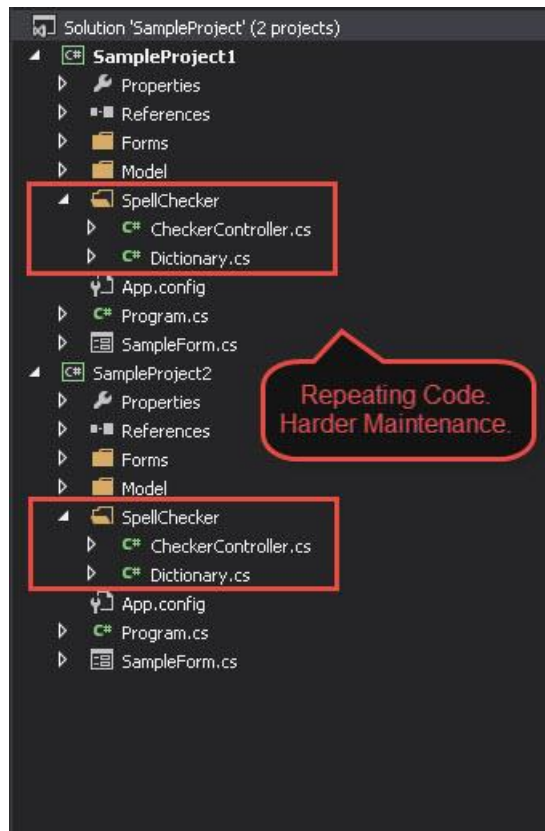 Solution 'SampleProject' (2 projects)
C# SampleProject1
Properties
References
Forms
Model
SpellChecker
C# CheckerController.cs
C# Dictionary.cs
App.config
C# Program.cs
SampleForm.cs
C# SampleProject2
Properties
References
Forms
Model
SpellChecker
C# CheckerController.cs
C# Dictionary.cs
App.config
C# Program.cs
SampleForm.cs
Repeating Code.
Harder Maintenance.